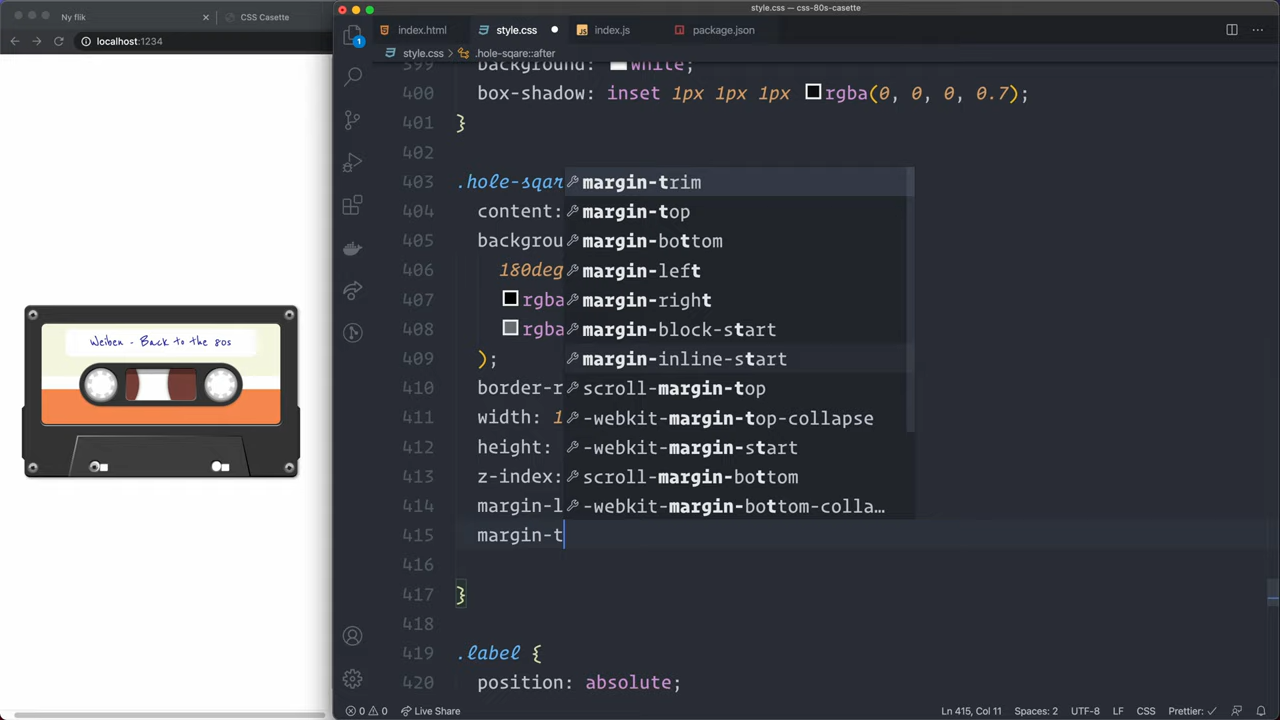 style.css — css-80s-casette
Ny flik
CSS Casette
index.html
style.css
index.js
package.json
localhost:1234
style.css
.hole-sqare::after
399
background: white;
400
box-shadow: inset 1px 1px 1px rgba(0, 0, 0, 0.7);
401
}
402
403
.hole-sqar
margin-trim
404
content:
margin-top
405
backgrou
margin-bottom
406
180deg
margin-left
407
rgba
margin-right
408
rgba
margin-block-start
409
);
margin-inline-start
410
border-r
scroll-margin-top
411
width: 1
-webkit-margin-top-collapse
412
height:
-webkit-margin-start
413
z-index:
scroll-margin-bottom
414
margin-l
-webkit-margin-bottom-colla…
415
margin-t
416
417
}
418
419
.label {
420
position: absolute;
Weiben - Back to the 80s
1
0
0
Live Share
Ln 415, Col 11
Spaces: 2
UTF-8
LF
CSS
Prettier: ✓